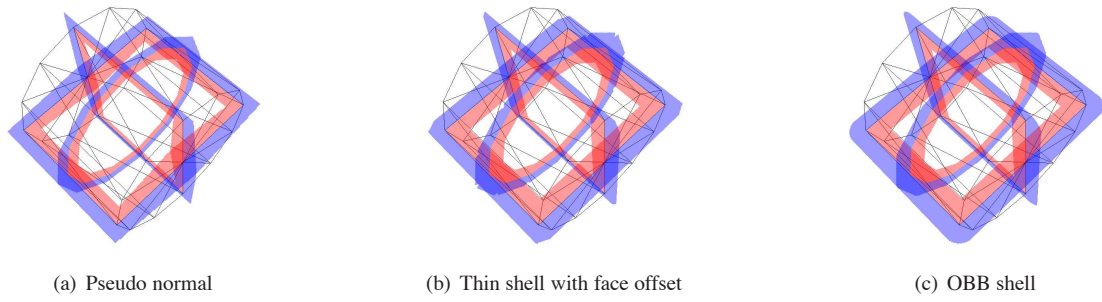 (a) Pseudo normal
(b) Thin shell with face offset
(c) OBB shell